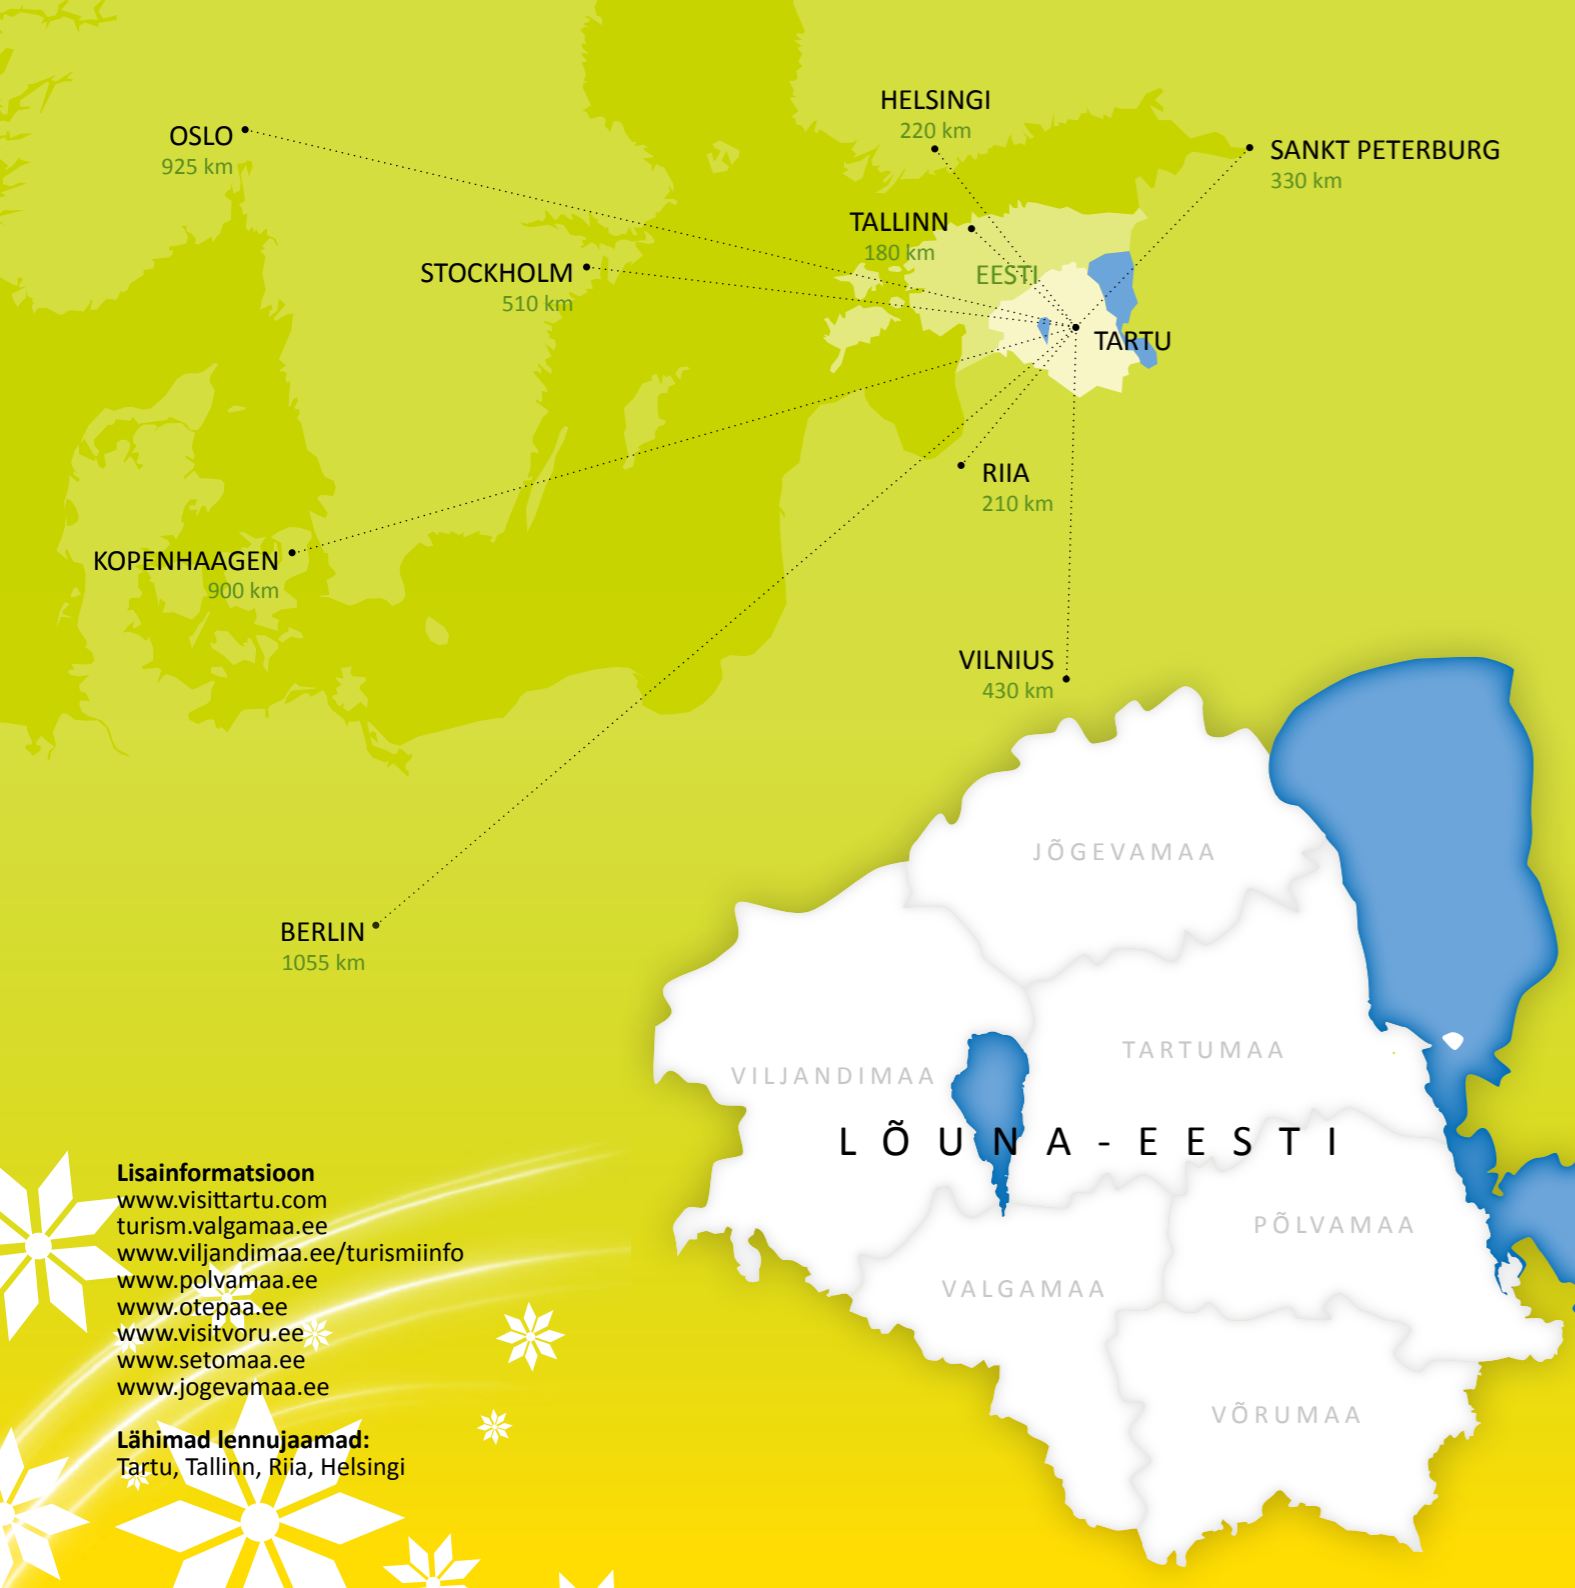 HELSINGI
220 km
OSLO
925 km
SANKT PETERBURG
330 km
TALLINN
180 km
STOCKHOLM
510 km
EESTI
TARTU
RIIA
210 km
KOPENHAAGEN
900 km
VILNIUS
430 km
BERLIN
1055 km
JÕGEVAMAA
TARTUMAA
VILJANDIMAA
LÕUNA-EESTI
PÕLVAMAA
VALGAMAA
VÕRUMAA
Lisainformatsioon
www.visittartu.com
turism.valgamaa.ee
www.viljandimaa.ee/turismiinfo
www.polvamaa.ee
www.otepaa.ee
www.visitvoru.ee
www.setomaa.ee
www.jogevamaa.ee
Lähimad lennujaamad:
Tartu, Tallinn, Riia, Helsingi